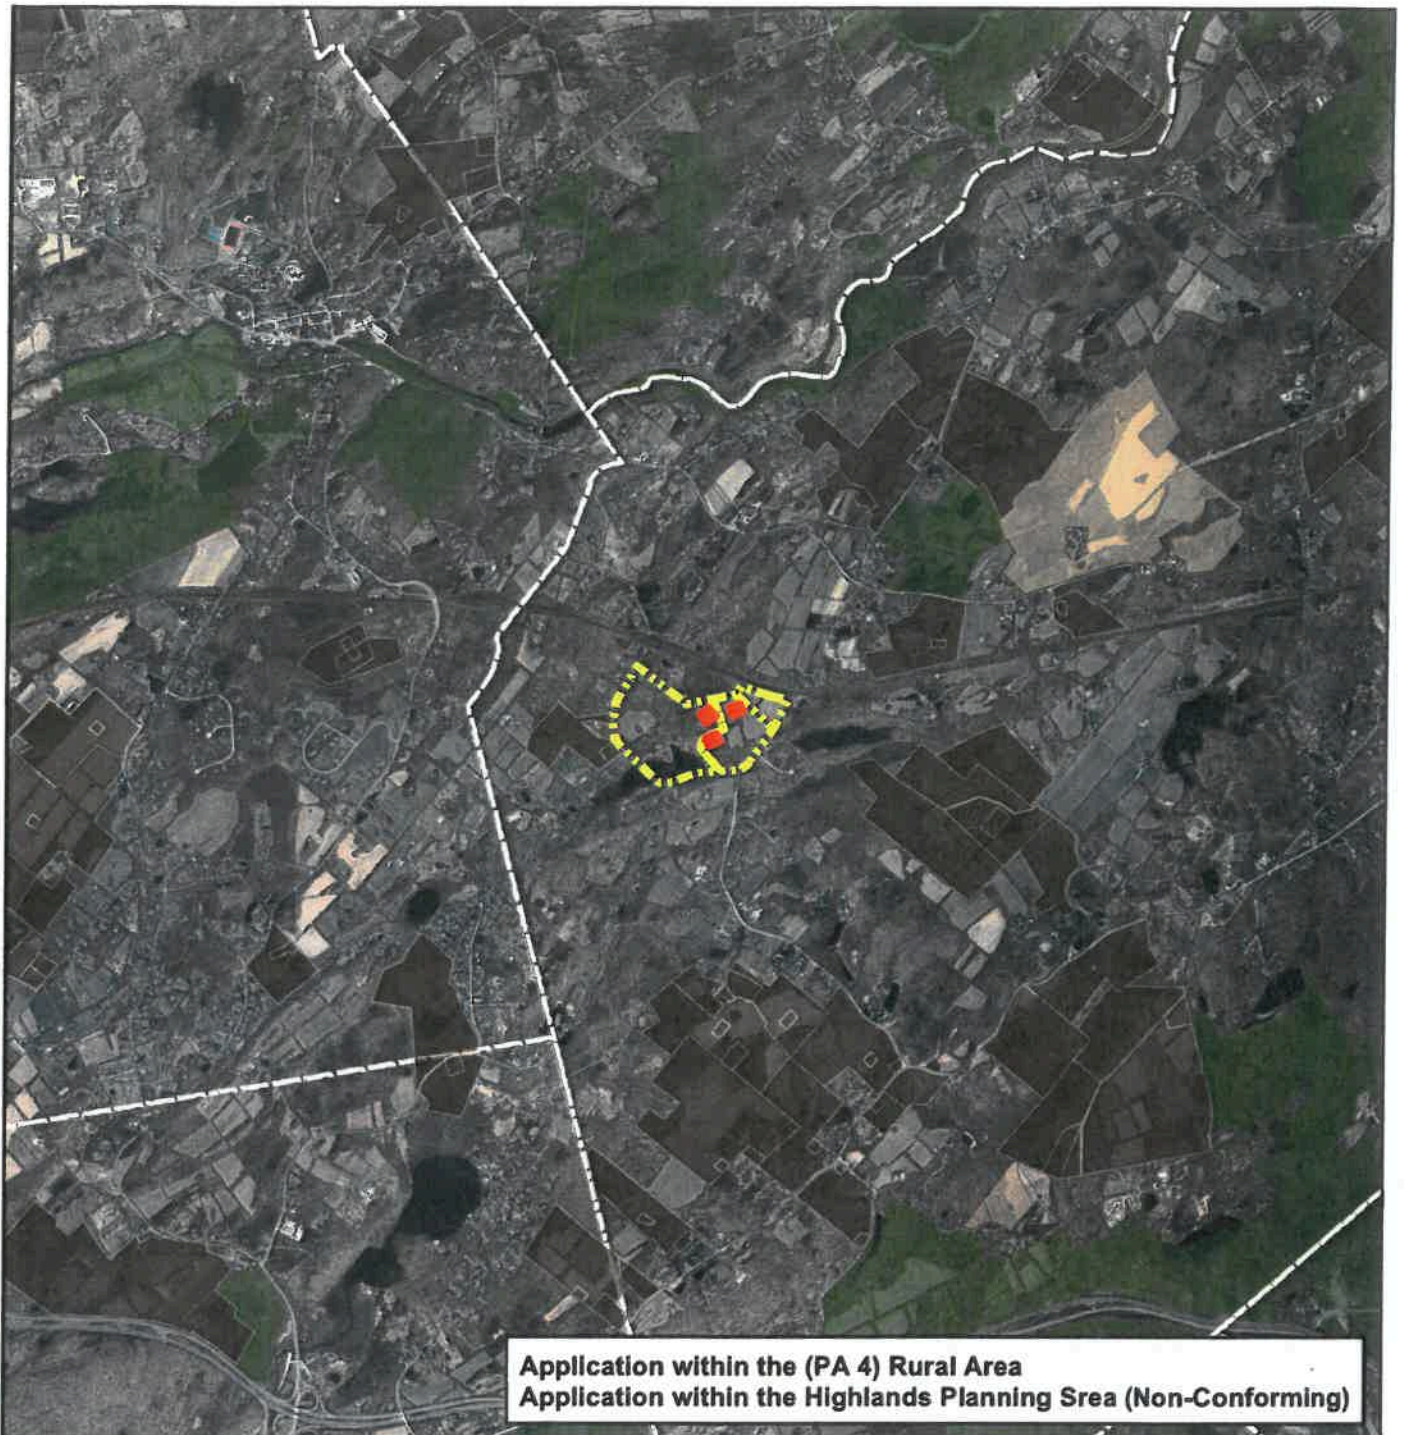 Application within the (PA 4) Rural Area
Application within the Highlands Planning Srea (Non-Conforming)